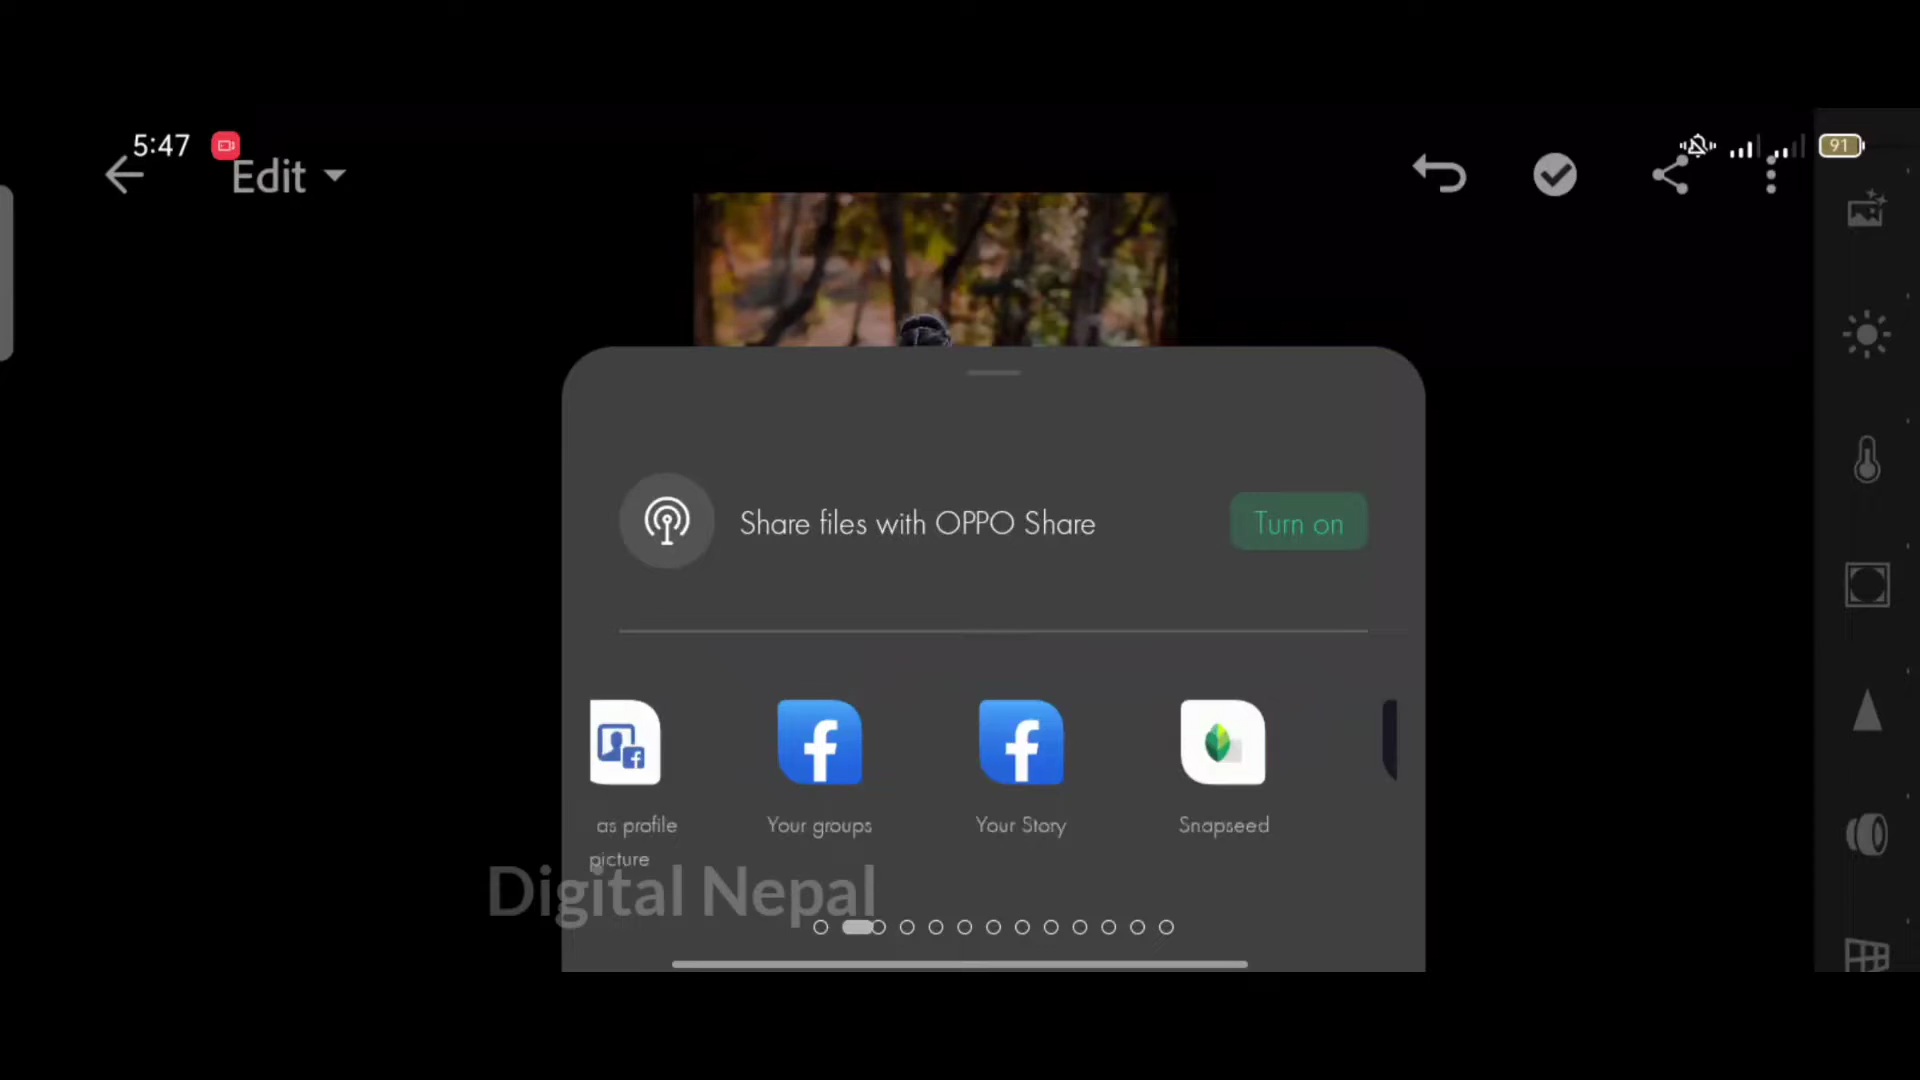 5:47
91
Edit
Share files with OPPO Share
Turn on
as profile
picture
Your groups
Your Story
Snapseed
Digital Nepal